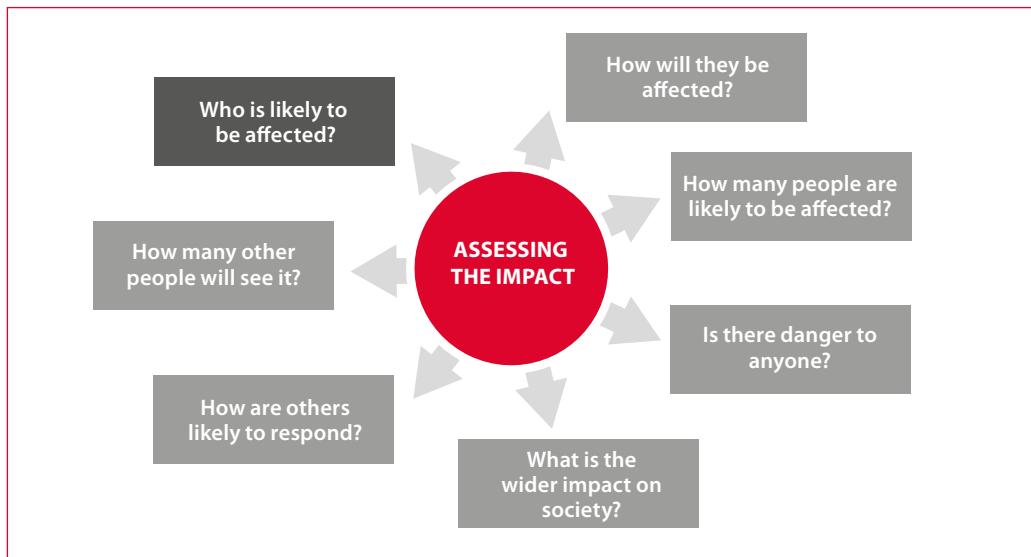 How will they be
affected?
Who is likely to
be affected?
How many people are
likely to be affected?
How many other
people will see it?
ASSESSING
THE IMPACT
Is there danger to
anyone?
How are others
likely to respond?
What is the
wider impact on
society?